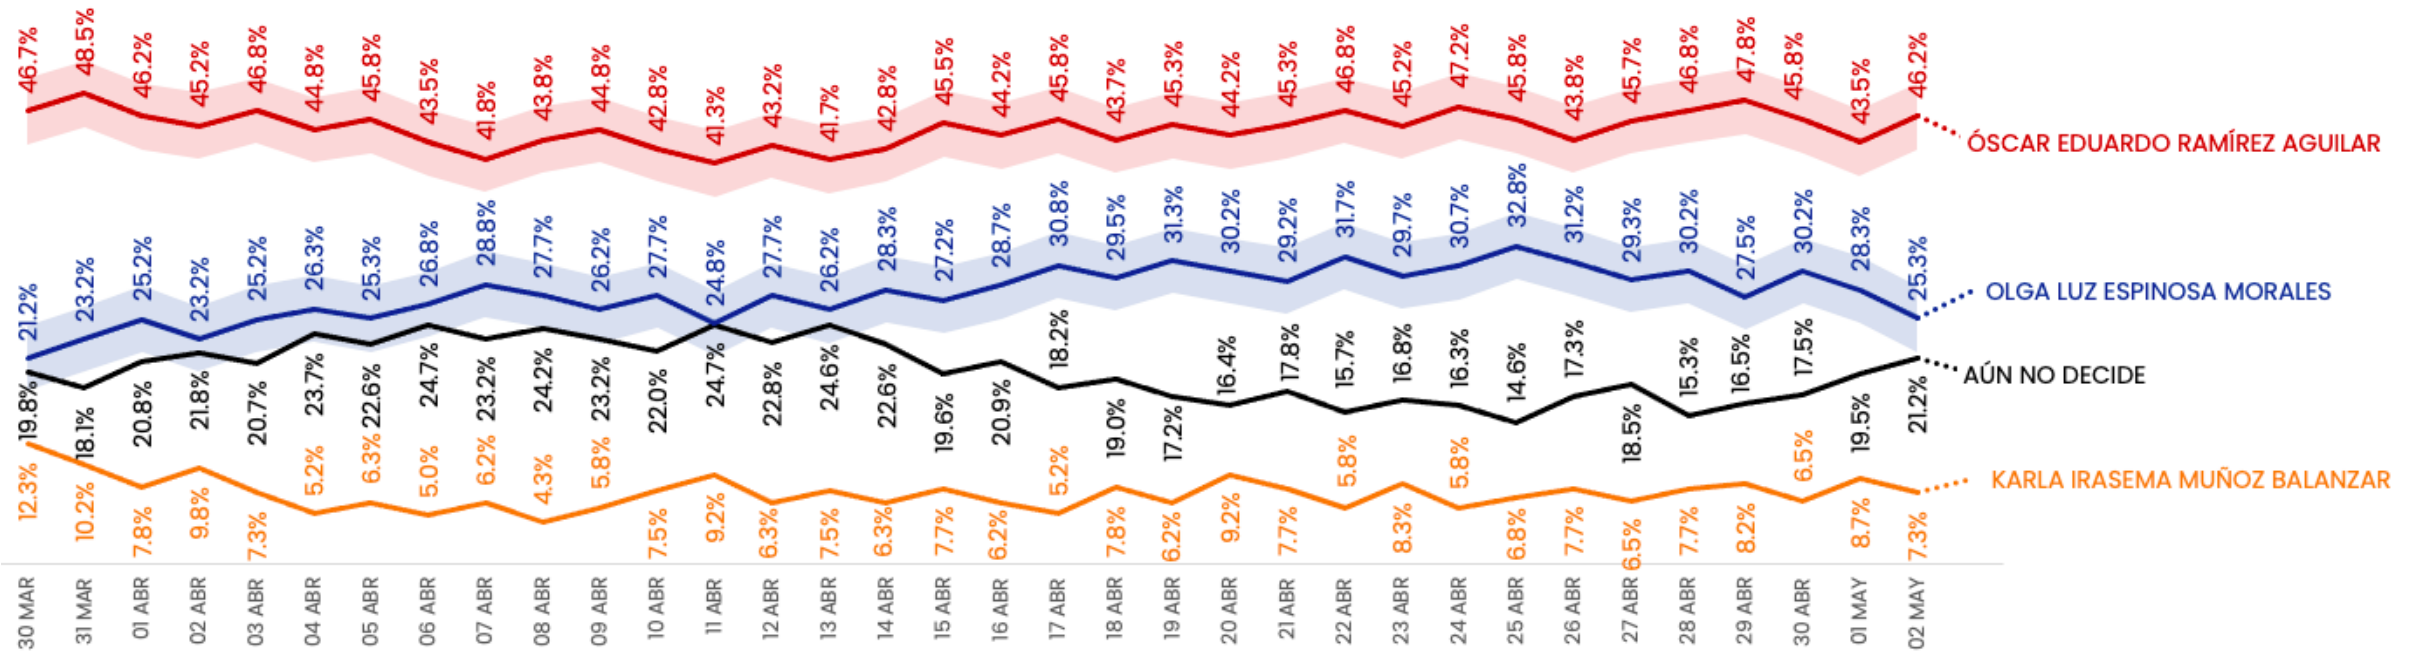 46.7% 48.5% 46.2% 45.2% 46.8% 44.8% 45.8% 43.5% 41.8% 43.8% 44.8% 42.8% 41.3% 43.2% 41.7% 42.8% 45.5% 44.2% 45.8% 43.7% 45.3% 44.2% 45.3% 46.8% 45.2% 47.2% 45.8% 43.8% 45.7% 46.8% 47.8% 45.8% 43.5% 46.2%
ÓSCAR EDUARDO RAMÍREZ AGUILAR
21.2% 23.2% 25.2% 23.2% 25.2% 26.3% 25.3% 26.8% 28.8% 27.7% 26.2% 27.7% 24.8% 27.7% 26.2% 28.3% 27.2% 28.7% 30.8% 29.5% 31.3% 30.2% 29.2% 31.7% 29.7% 30.7% 32.8% 31.2% 29.3% 30.2% 27.5% 30.2% 28.3% 25.3%
OLGA LUZ ESPINOSA MORALES
19.8% 18.1% 20.8% 21.8% 20.7% 23.7% 22.6% 24.7% 23.2% 24.2% 23.2% 22.0% 24.7% 22.8% 24.6% 22.6% 19.6% 20.9% 18.2% 19.0% 17.2% 16.4% 17.8% 15.7% 16.8% 16.3% 14.6% 17.3% 18.5% 15.3% 16.5% 17.5% 19.5% 21.2%
AÚN NO DECIDE
12.3% 10.2% 7.8% 9.8% 7.3% 5.2% 6.3% 5.0% 6.2% 4.3% 5.8% 7.5% 9.2% 6.3% 7.5% 6.3% 7.7% 6.2% 5.2% 7.8% 6.2% 9.2% 7.7% 5.8% 8.3% 5.8% 6.8% 7.7% 6.5% 7.7% 8.2% 6.5% 8.7% 7.3%
KARLA IRASEMA MUÑOZ BALANZAR
30 MAR 31 MAR 01 ABR 02 ABR 03 ABR 04 ABR 05 ABR 06 ABR 07 ABR 08 ABR 09 ABR 10 ABR 11 ABR 12 ABR 13 ABR 14 ABR 15 ABR 16 ABR 17 ABR 18 ABR 19 ABR 20 ABR 21 ABR 22 ABR 23 ABR 24 ABR 25 ABR 26 ABR 27 ABR 28 ABR 29 ABR 30 ABR 01 MAY 02 MAY